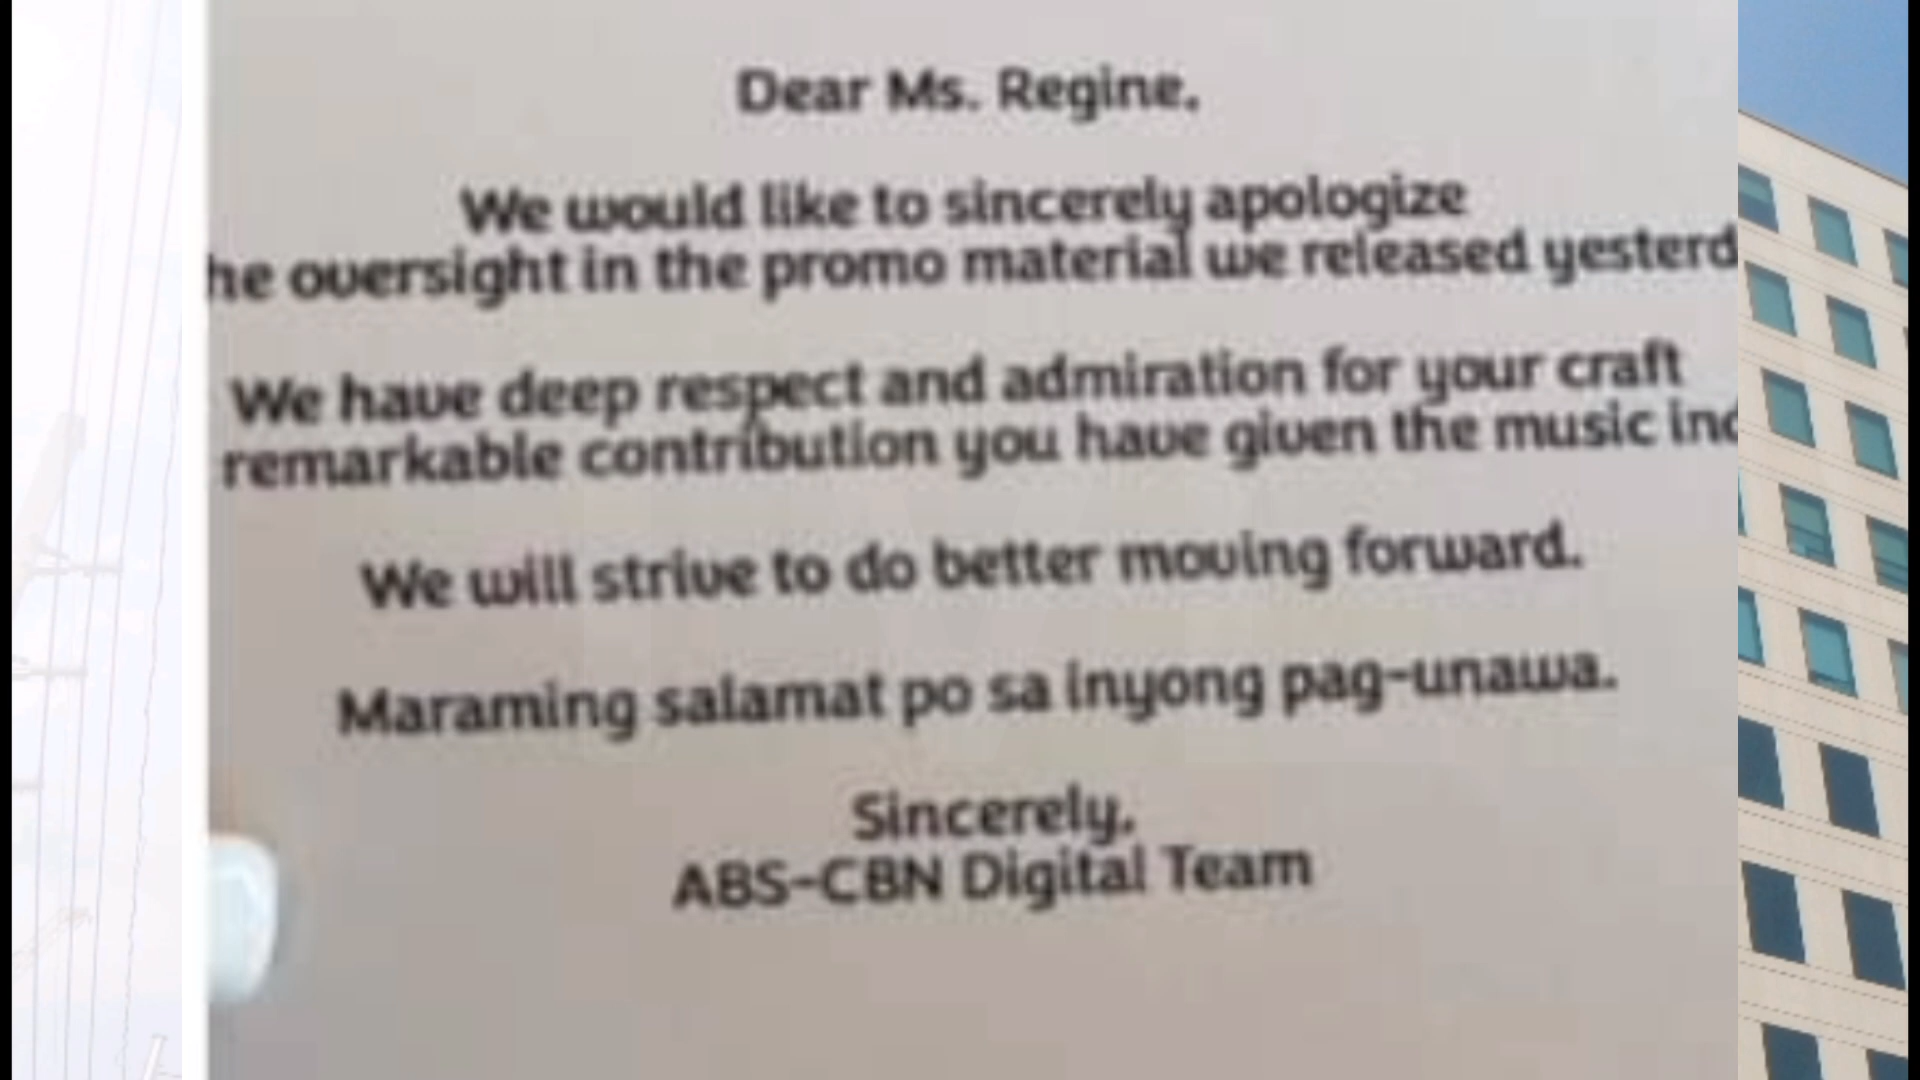 Dear Ms. Regine,
We would like to sincerely apologize
he oversight in the promo material we released yesterd
We have deep respect and admiration for your craft
remarkable contribution you have given the music ind
We will strive to do better moving forward.
Maraming salamat po sa inyong pag-unawa.
Sincerely,
ABS-CBN Digital Team